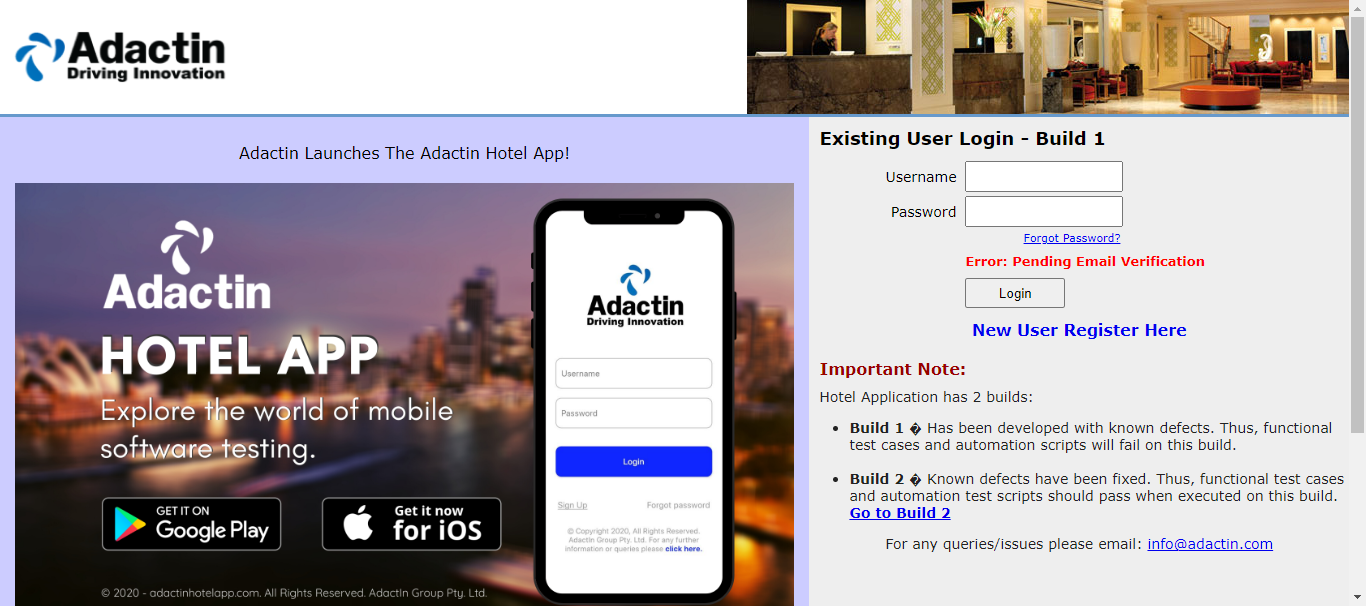 Adactin
Driving Innovation
Adactin Launches The Adactin Hotel App!
Adactin
HOTEL APP
Explore the world of mobile
software testing.
GET IT ON
Google Play
Get it now
for iOS
© 2020 - adactinhotelapp.com. All Rights Reserved. AdactIn Group Pty. Ltd.
Adactin
Driving Innovation
Username
Password
Login
Sign Up Forgot password
© Copyright 2020, All Rights Reserved.
AdactIn Group Pty. Ltd. For any further
information or queries please click here.
Existing User Login - Build 1
Username
Password
Forgot Password?
Error: Pending Email Verification
Login
New User Register Here
Important Note:
Hotel Application has 2 builds:
• Build 1 � Has been developed with known defects. Thus, functional
test cases and automation scripts will fail on this build.
• Build 2 � Known defects have been fixed. Thus, functional test cases
and automation test scripts should pass when executed on this build.
Go to Build 2
For any queries/issues please email: info@adactin.com